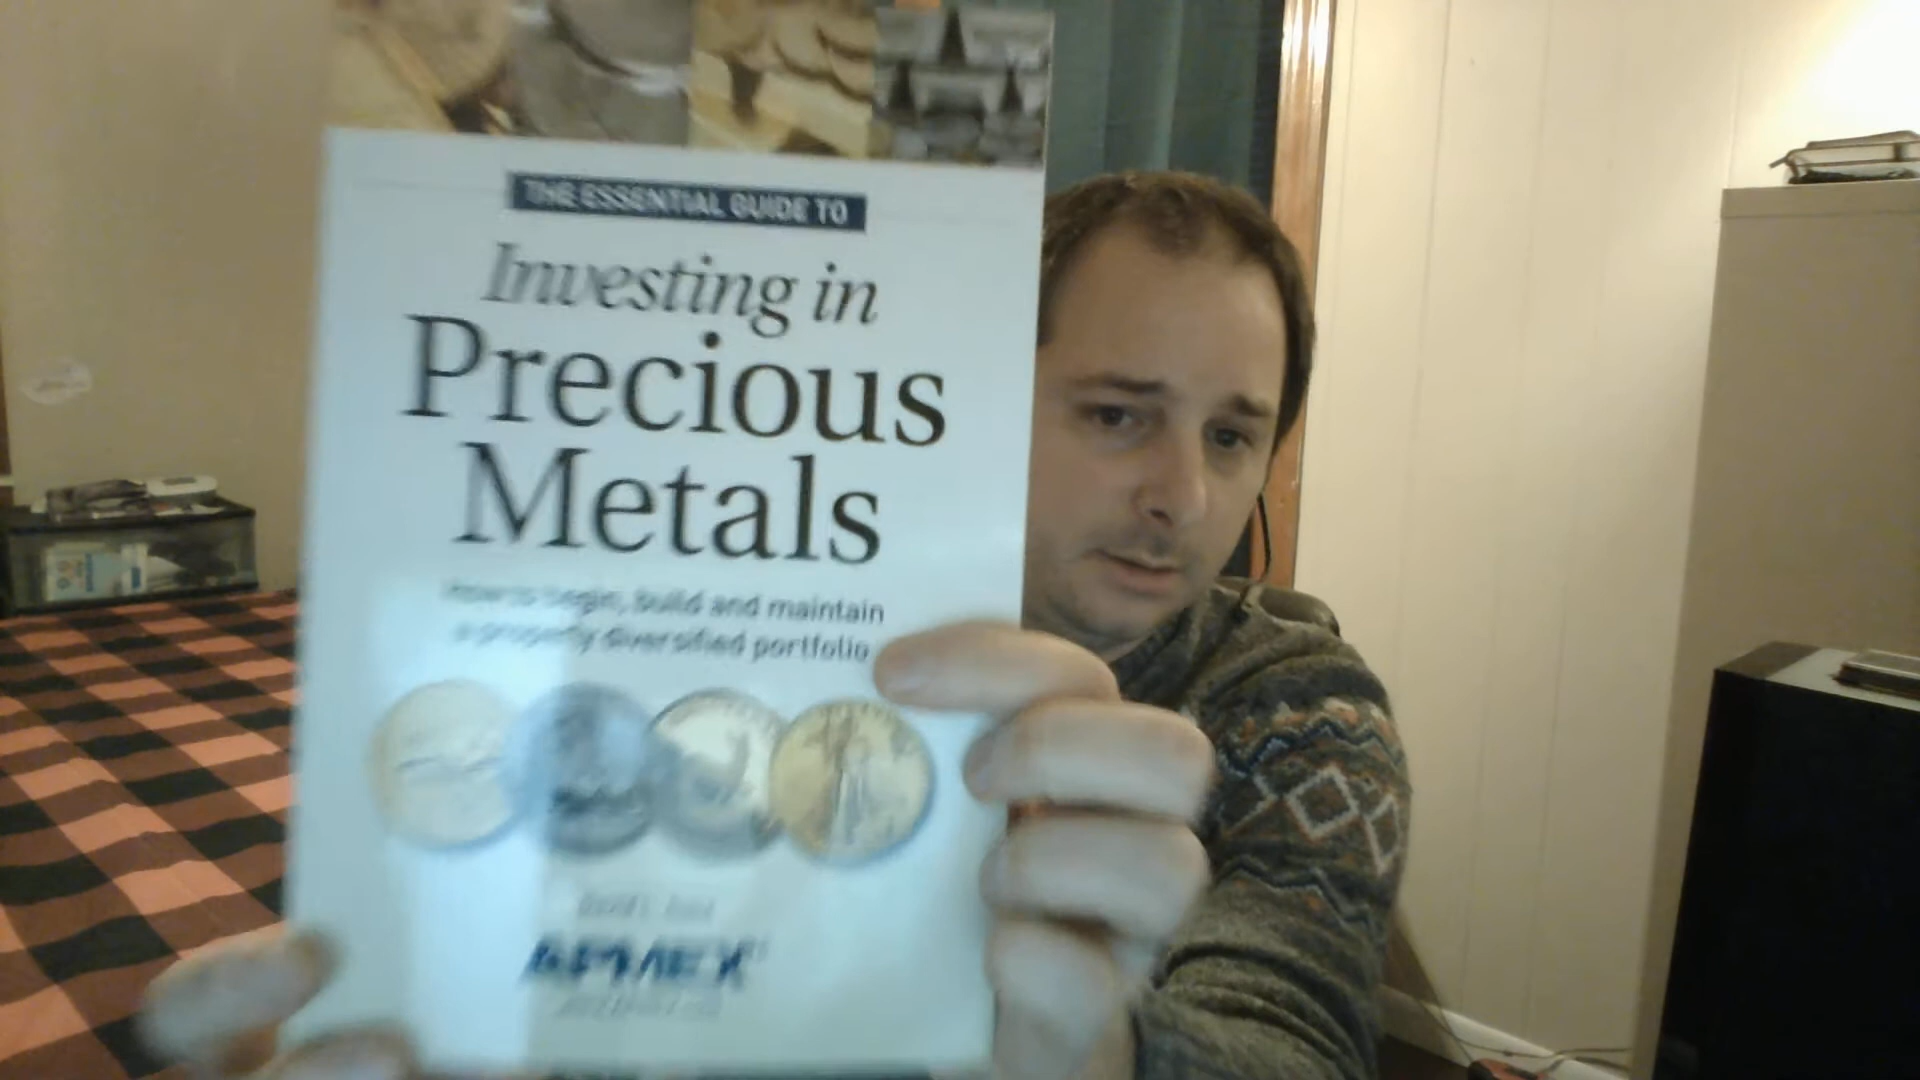 THE ESSENTIAL GUIDE TO
Investing in
Precious
Metals
How to begin, build and maintain
a properly diversified portfolio
APMEX